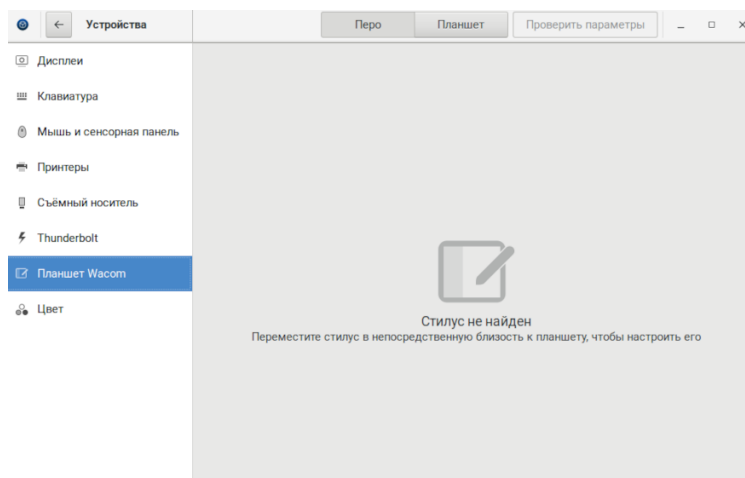 Устройства
Перо
Планшет
Проверить параметры
Дисплеи
Клавиатура
Мышь и сенсорная панель
Принтеры
Съёмный носитель
Thunderbolt
Планшет Wacom
Цвет
Стилус не найден
Переместите стилус в непосредственную близость к планшету, чтобы настроить его